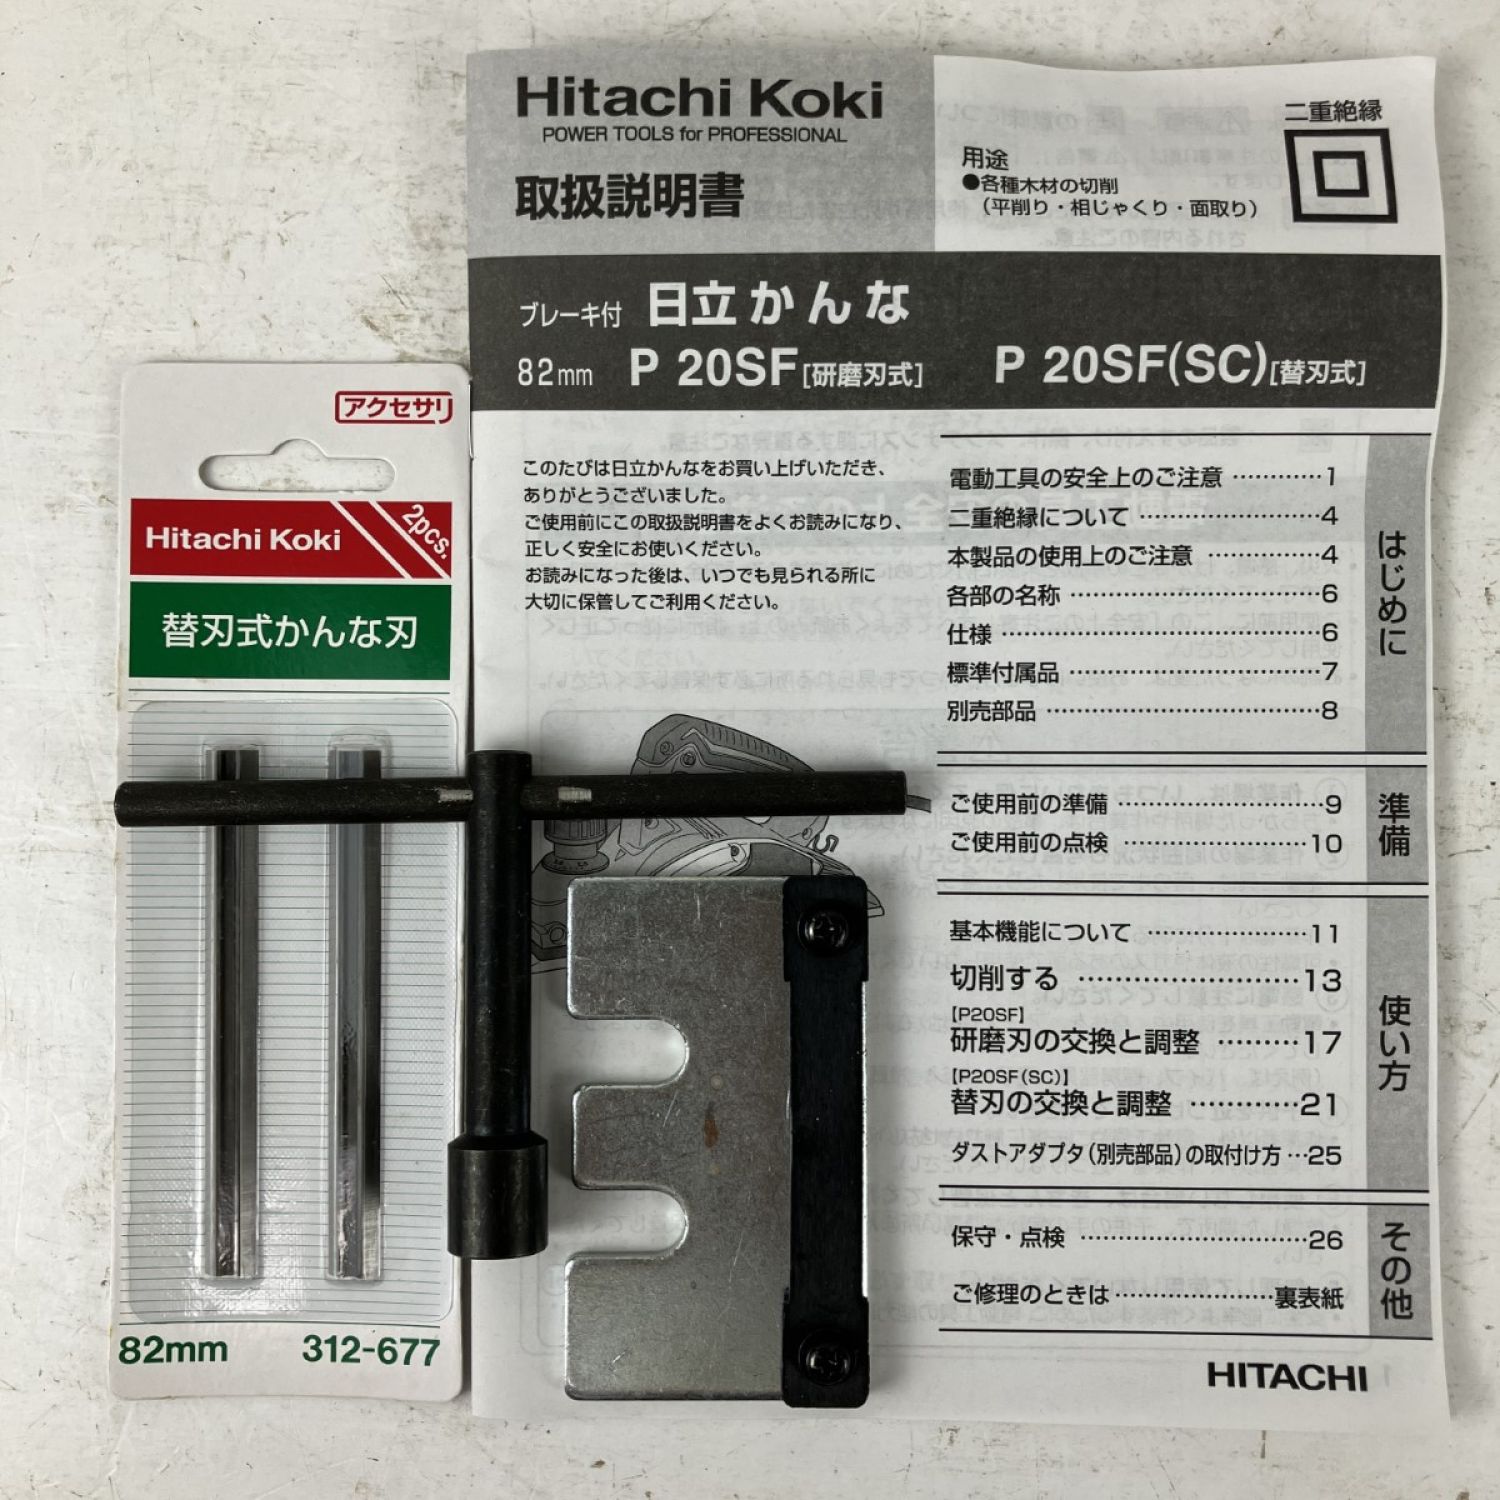 Hitachi Koki
POWER TOOLS for PROFESSIONAL
取扱説明書
用途
●各種木材の切削
（平削り・相じゃくり・面取り）
二重絶縁
ブレーキ付 日立かんな
82mm P 20SF[研磨刃式] P 20SF(SC)[替刃式]
このたびは日立かんなをお買い上げいただき、
ありがとうございました。
ご使用前にこの取扱説明書をよくお読みになり、
正しく安全にお使いください。
お読みになった後は、いつでも見られる所に
大切に保管してご利用ください。
はじめに
電動工具の安全上のご注意 …………1
二重絶縁について …………………4
本製品の使用上のご注意 ……………4
各部の名称 …………………………6
仕様 …………………………………6
標準付属品 …………………………7
別売部品 ……………………………8
準備
ご使用前の準備 ……………………9
ご使用前の点検 ……………………10
使い方
基本機能について …………………11
切削する ……………………13
【P20SF】
研磨刃の交換と調整 ………17
【P20SF(SC)】
替刃の交換と調整 …………21
ダストアダプタ（別売部品）の取付け方 …25
その他
保守・点検 …………………………26
ご修理のときは…………………裏表紙
HITACHI
アクセサリ
Hitachi Koki
2pcs.
替刃式かんな刃
82mm 312-677